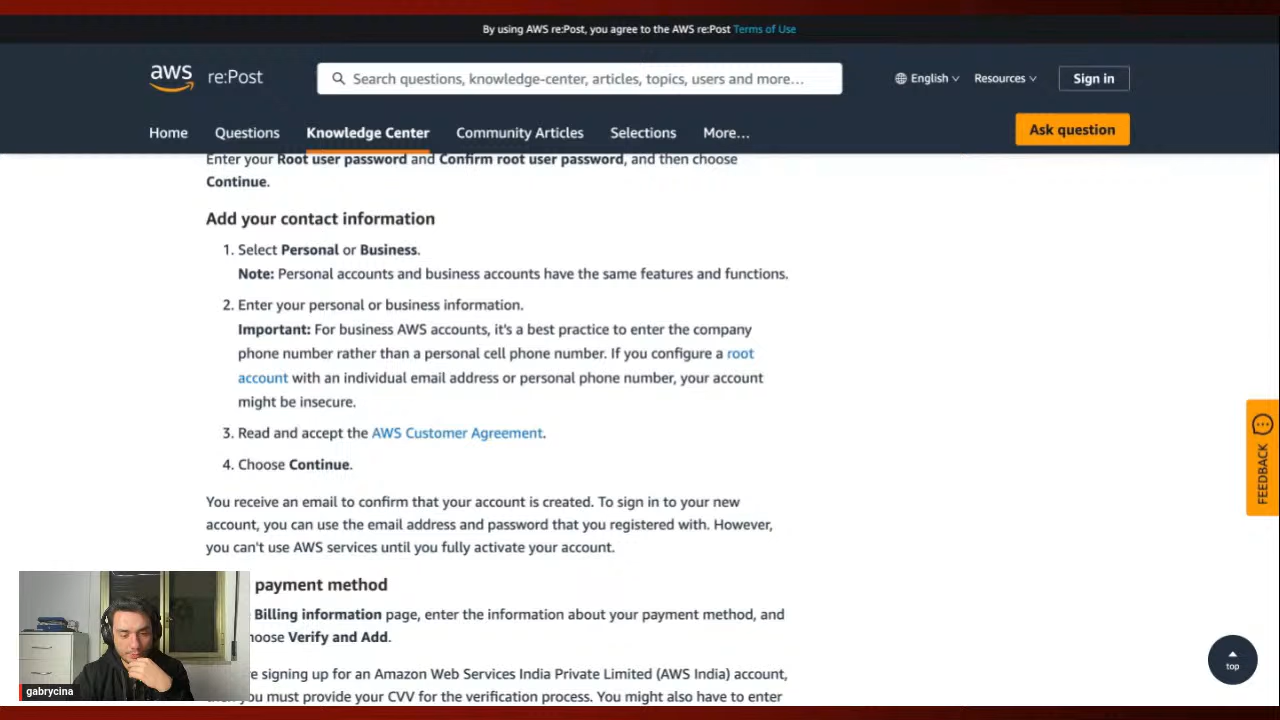 By using AWS re:Post, you agree to the AWS re:Post Terms of Use
aws re:Post
Search questions, knowledge-center, articles, topics, users and more...
English
Resources
Sign in
Home
Questions
Knowledge Center
Community Articles
Selections
More...
Ask question
Enter your Root user password and Confirm root user password, and then choose
Continue.
Add your contact information
1. Select Personal or Business.
Note: Personal accounts and business accounts have the same features and functions.
2. Enter your personal or business information.
Important: For business AWS accounts, it's a best practice to enter the company
phone number rather than a personal cell phone number. If you configure a root
account with an individual email address or personal phone number, your account
might be insecure.
3. Read and accept the AWS Customer Agreement.
4. Choose Continue.
You receive an email to confirm that your account is created. To sign in to your new
account, you can use the email address and password that you registered with. However,
you can't use AWS services until you fully activate your account.
payment method
Billing information page, enter the information about your payment method, and
Verify and Add.
signing up for an Amazon Web Services India Private Limited (AWS India) account,
you must provide your CVV for the verification process. You might also have to enter
FEEDBACK
top
gabrycina